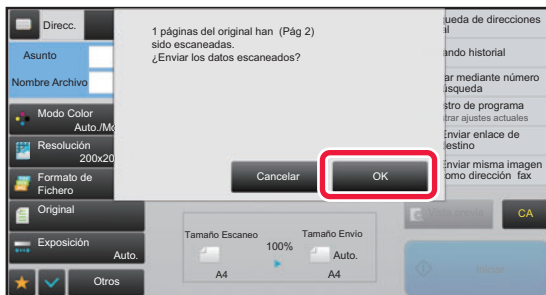 Direcc.
Asunto
Nombre Archivo
Modo Color
Auto./Mo
Resolución
200x20
Formato de
Fichero
Original
Exposición
Auto.
Otros
1 páginas del original han  (Pág 2)
sido escaneadas.
¿Enviar los datos escaneados?
Cancelar
OK
Tamaño Escaneo
100%
Tamaño Envío
A4
Auto.
A4
ueda de direcciones
al
ando historial
ar mediante número
úsqueda
stro de programa
trar ajustes actuales
Enviar enlace de
estino
Enviar misma imagen
omo dirección  fax
CA
Iniciar